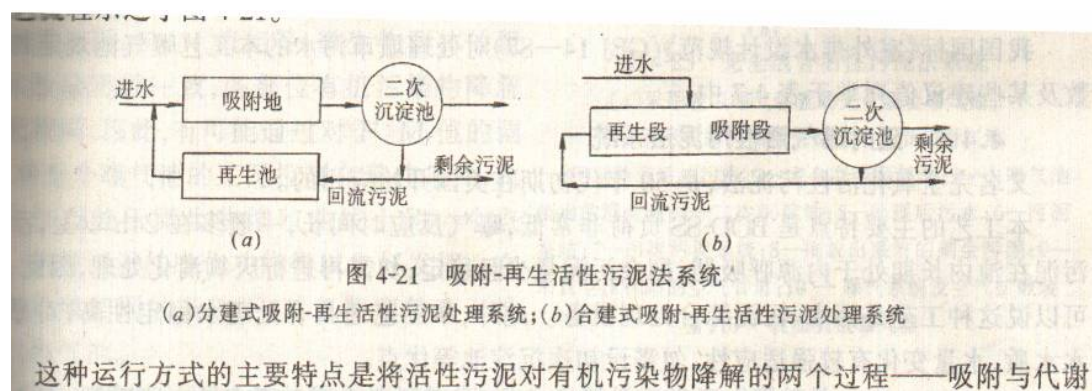 进水
吸附地
二次
沉淀池
再生池
剩余污泥
回流污泥
(a)
进水
再生段 吸附段
二次
沉淀池
剩余
污泥
回流污泥
(b)
图 4-21 吸附-再生活性污泥法系统
(a)分建式吸附-再生活性污泥处理系统;(b)合建式吸附-再生活性污泥处理系统
这种运行方式的主要特点是将活性污泥对有机污染物降解的两个过程——吸附与代谢